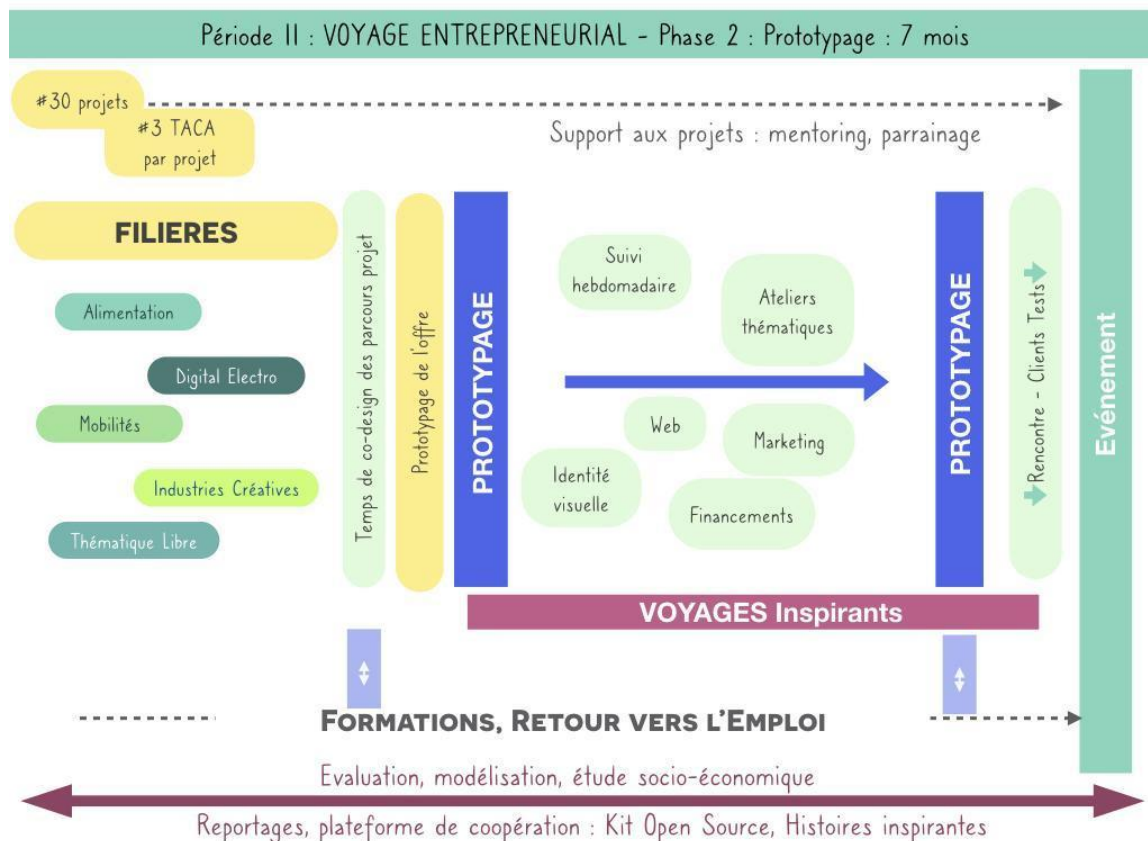 Période II : VOYAGE ENTREPRENEURIAL - Phase 2 : Prototypage : 7 mois
#30 projets
#3 TACA
par projet
Support aux projets : mentoring, parrainage
FILIERES
Alimentation
Digital Electro
Mobilités
Industries Créatives
Thématique Libre
Temps de co-design des parcours projet
Prototypage de l'offre
PROTOTYPAGE
Suivi
hebdomadaire
Ateliers
thématiques
Web
Marketing
Identité
visuelle
Financements
PROTOTYPAGE
Rencontre - Clients Tests
Evénement
VOYAGES Inspirants
FORMATIONS, RETOUR VERS L'EMPLOI
Evaluation, modélisation, étude socio-économique
Reportages, plateforme de coopération : Kit Open Source, Histoires inspirantes